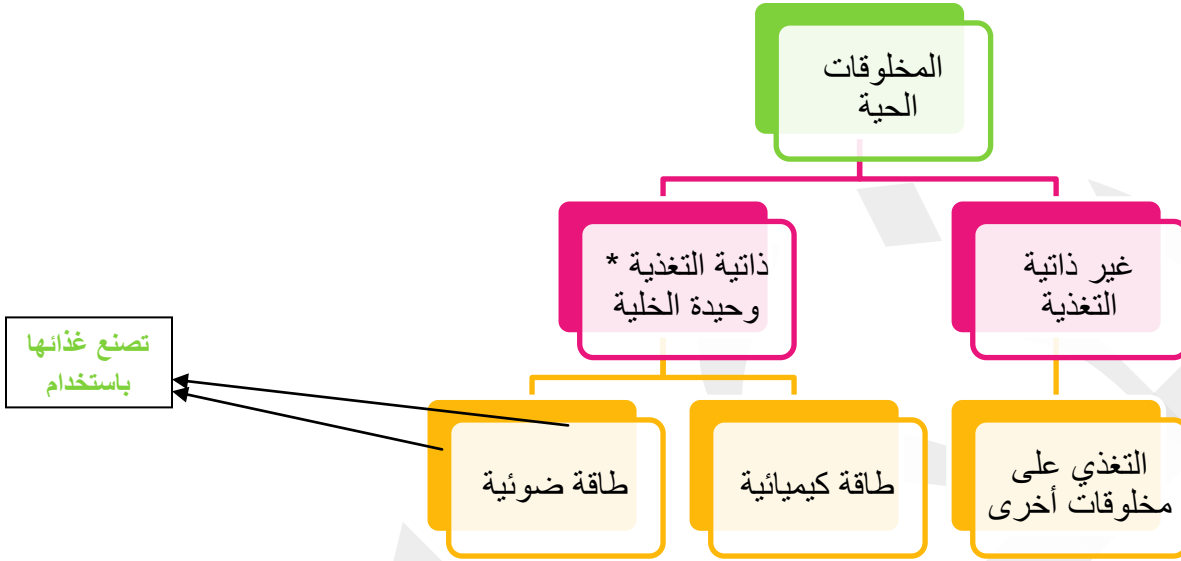 المخلوقات
الحية
غير ذاتية
التغذية
ذاتية التغذية *
وحيدة الخلية
تصنع غذائها
باستخدام
التغذي على
مخلوقات أخرى
طاقة كيميائية
طاقة ضوئية